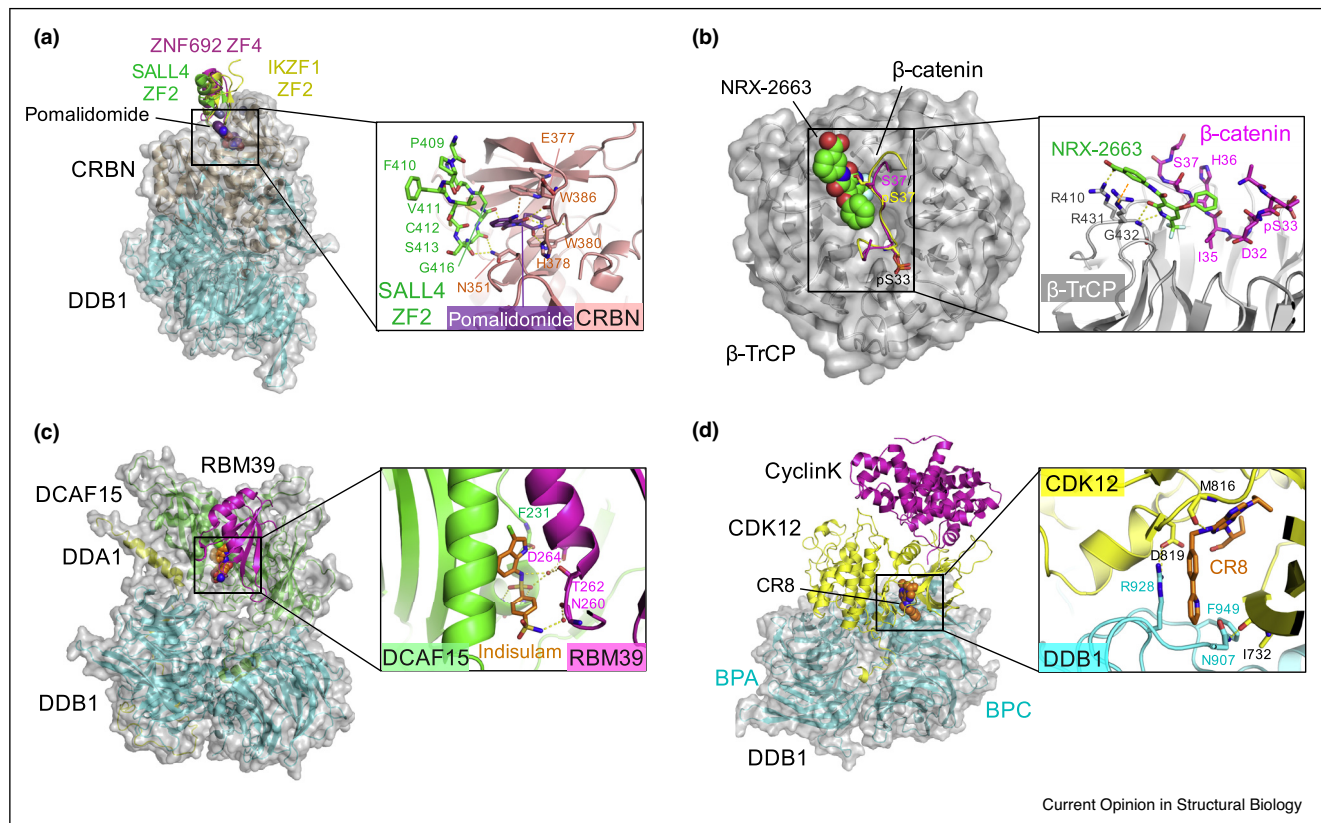 (a)
ZNF692 ZF4
SALL4
ZF2
IKZF1
ZF2
Pomalidomide
CRBN
DDB1
P409
F410
V411
C412
S413
G416
N351
E377
W386
W380
H378
SALL4
ZF2
Pomalidomide
CRBN
(b)
NRX-2663
β-catenin
S37/
pS37
pS33
β-TrCP
NRX-2663
β-catenin
S37
H36
R410
R431
G432
pS33
I35
D32
β-TrCP
(c)
RBM39
DCAF15
DDA1
DDB1
F231
D264
T262
N260
Indisulam
DCAF15
RBM39
(d)
CyclinK
CDK12
CR8
BPA
BPC
DDB1
CDK12
M816
D819
CR8
R928
F949
N907
I732
DDB1
Current Opinion in Structural Biology